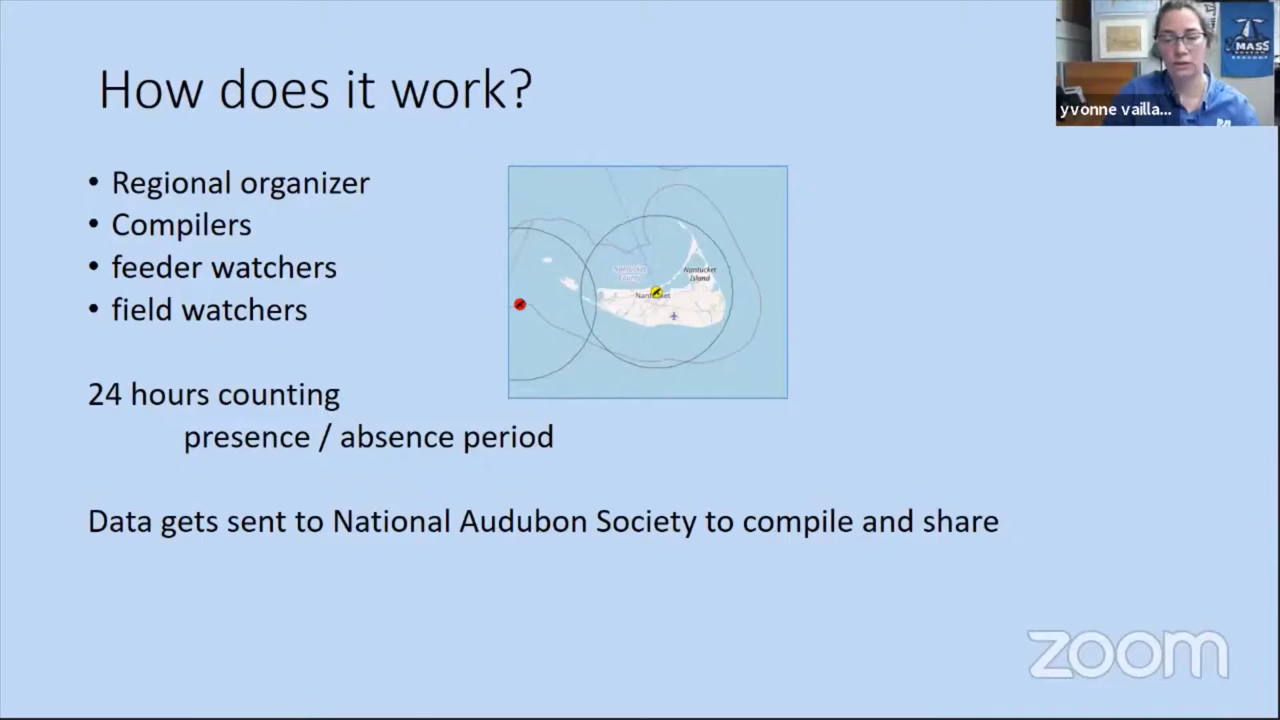 How does it work?
MASS
yvonne vailla...
• Regional organizer
• Compilers
• feeder watchers
• field watchers
Nantucket
Island
Nantucket
24 hours counting
presence / absence period
Data gets sent to National Audubon Society to compile and share
zoom